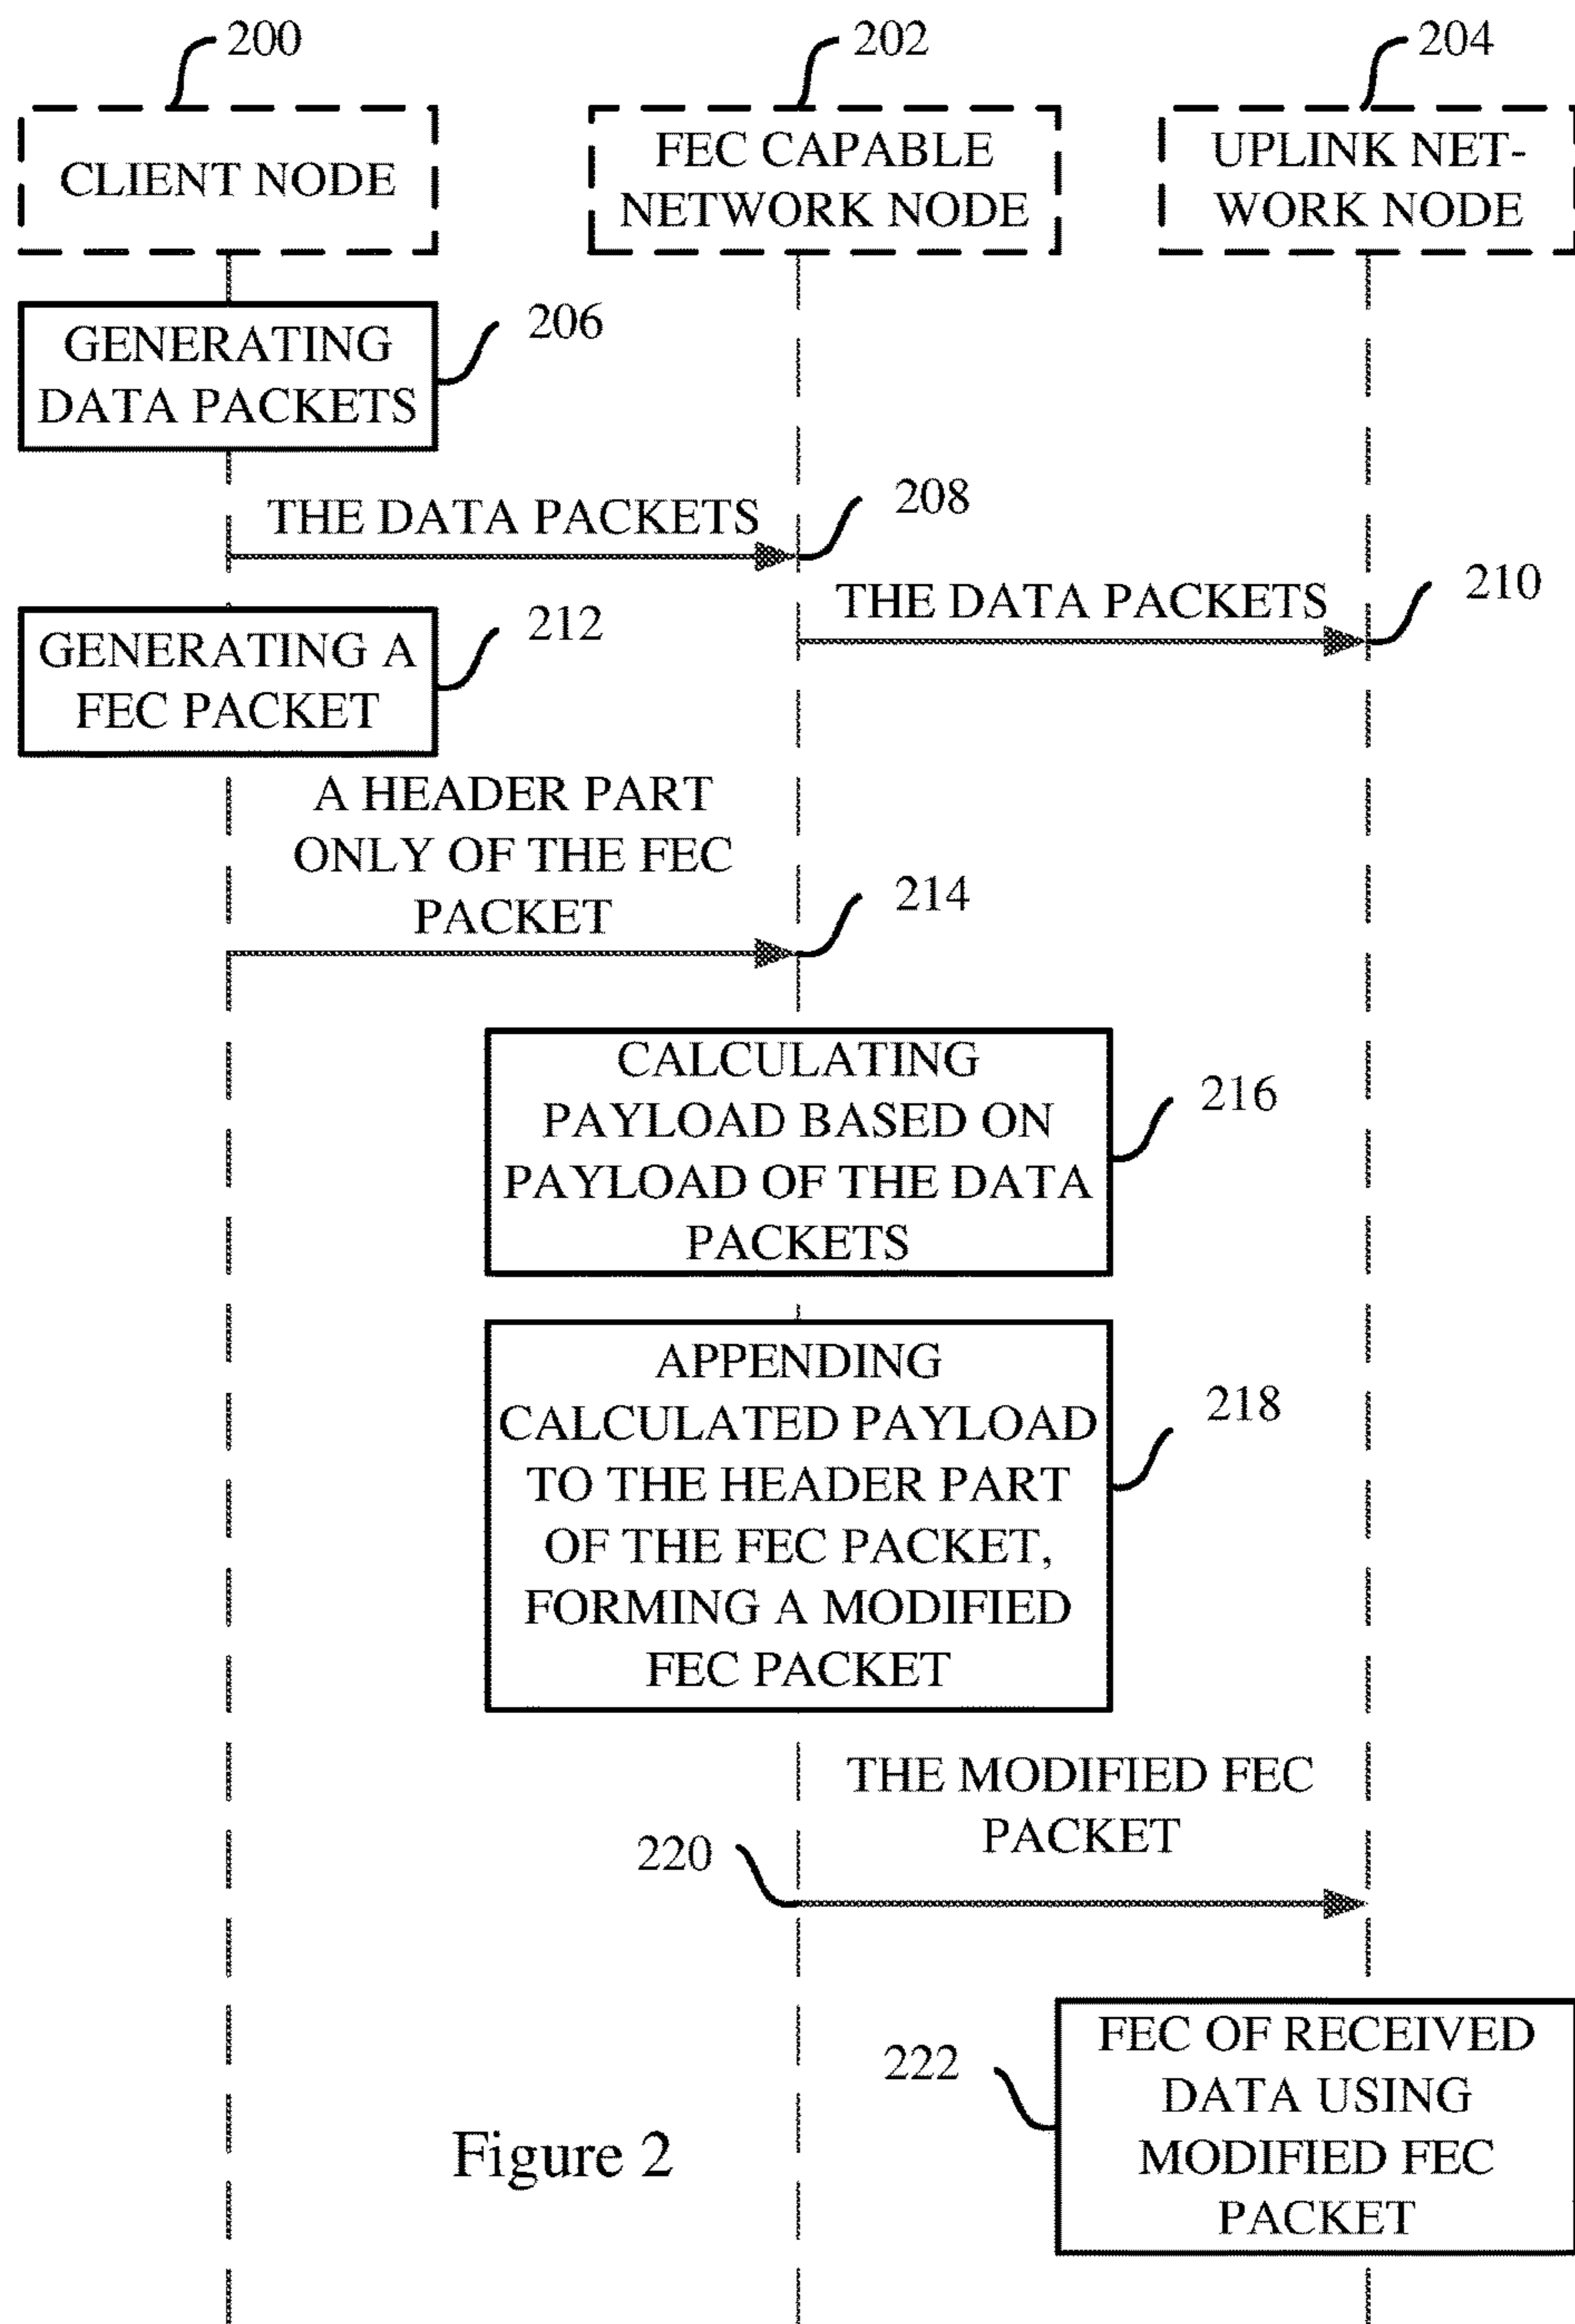 200
202
204
CLIENT NODE
FEC CAPABLE
NETWORK NODE
UPLINK NET-
WORK NODE
206
GENERATING
DATA PACKETS
THE DATA PACKETS
208
THE DATA PACKETS
210
212
GENERATING A
FEC PACKET
A HEADER PART
ONLY OF THE FEC
PACKET
214
CALCULATING
PAYLOAD BASED ON
PAYLOAD OF THE DATA
PACKETS
216
APPENDING
CALCULATED PAYLOAD
TO THE HEADER PART
OF THE FEC PACKET,
FORMING A MODIFIED
FEC PACKET
218
THE MODIFIED FEC
PACKET
220
222
FEC OF RECEIVED
DATA USING
MODIFIED FEC
PACKET
Figure 2